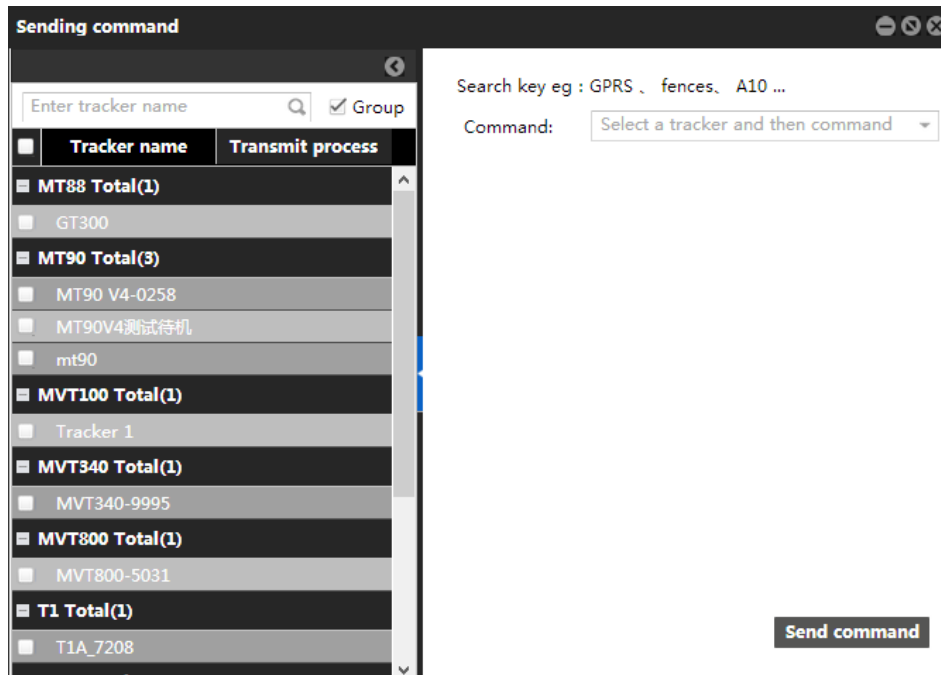 Sending command
Enter tracker name
Group
Tracker name Transmit process
MT88 Total(1)
GT300
MT90 Total(3)
MT90 V4-0258
MT90V4测试待机
mt90
MVT100 Total(1)
Tracker 1
MVT340 Total(1)
MVT340-9995
MVT800 Total(1)
MVT800-5031
T1 Total(1)
T1A_7208
Search key eg : GPRS 、 fences、 A10 ...
Command: Select a tracker and then command
Send command